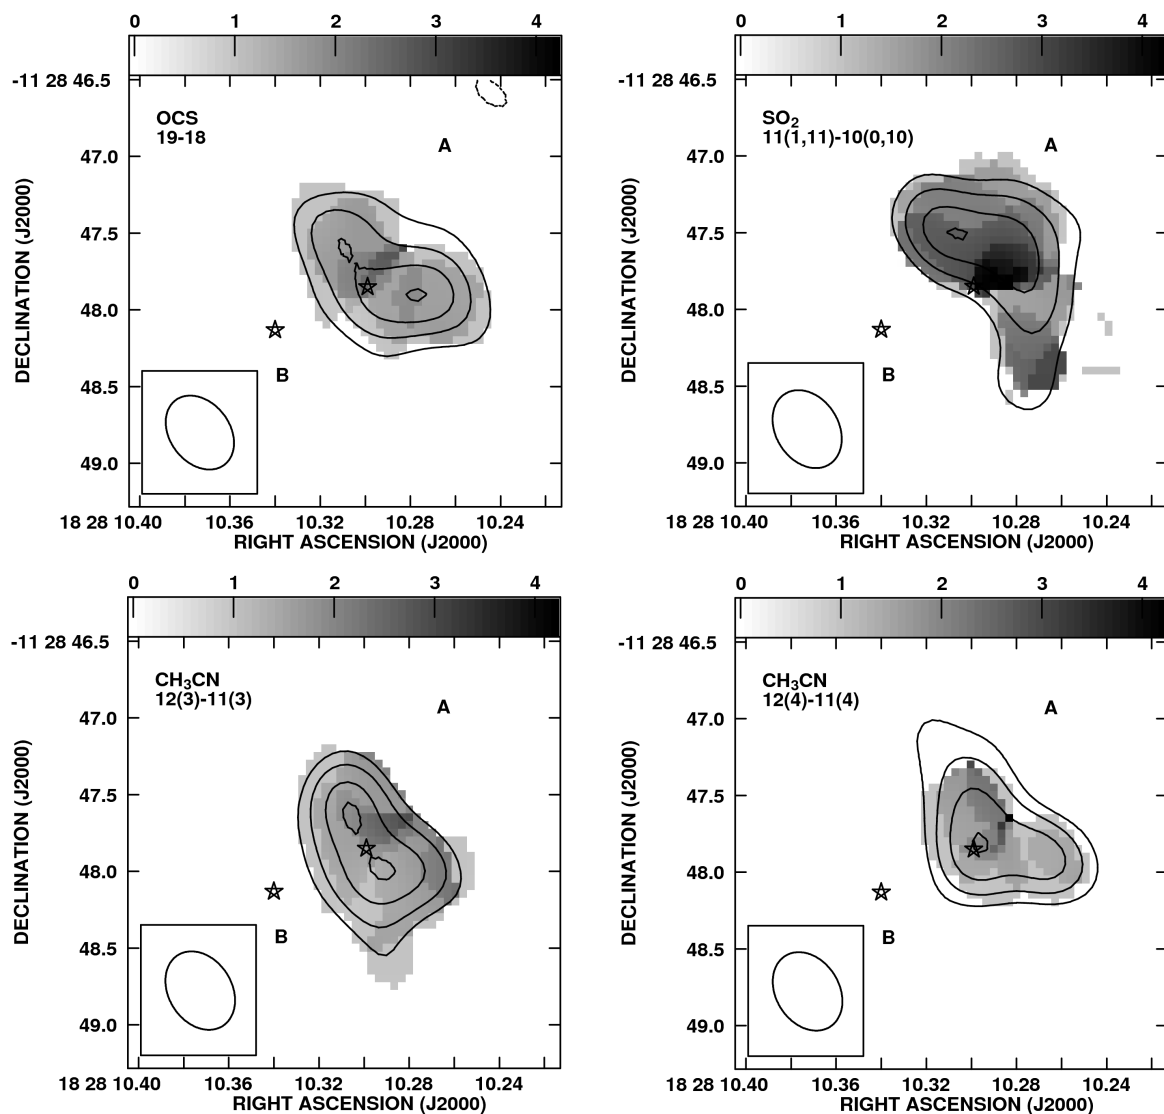 0 1 2 3 4
-11 28 46.5
OCS
19-18
A
47.0
47.5
48.0
B
48.5
49.0
DECLINATION (J2000)
18 28 10.40 10.36 10.32 10.28 10.24
RIGHT ASCENSION (J2000)
0 1 2 3 4
-11 28 46.5
SO2
11(1,11)-10(0,10)
A
47.0
47.5
48.0
B
48.5
49.0
DECLINATION (J2000)
18 28 10.40 10.36 10.32 10.28 10.24
RIGHT ASCENSION (J2000)
0 1 2 3 4
-11 28 46.5
CH3CN
12(3)-11(3)
A
47.0
47.5
48.0
B
48.5
49.0
DECLINATION (J2000)
18 28 10.40 10.36 10.32 10.28 10.24
RIGHT ASCENSION (J2000)
0 1 2 3 4
-11 28 46.5
CH3CN
12(4)-11(4)
A
47.0
47.5
48.0
B
48.5
49.0
DECLINATION (J2000)
18 28 10.40 10.36 10.32 10.28 10.24
RIGHT ASCENSION (J2000)